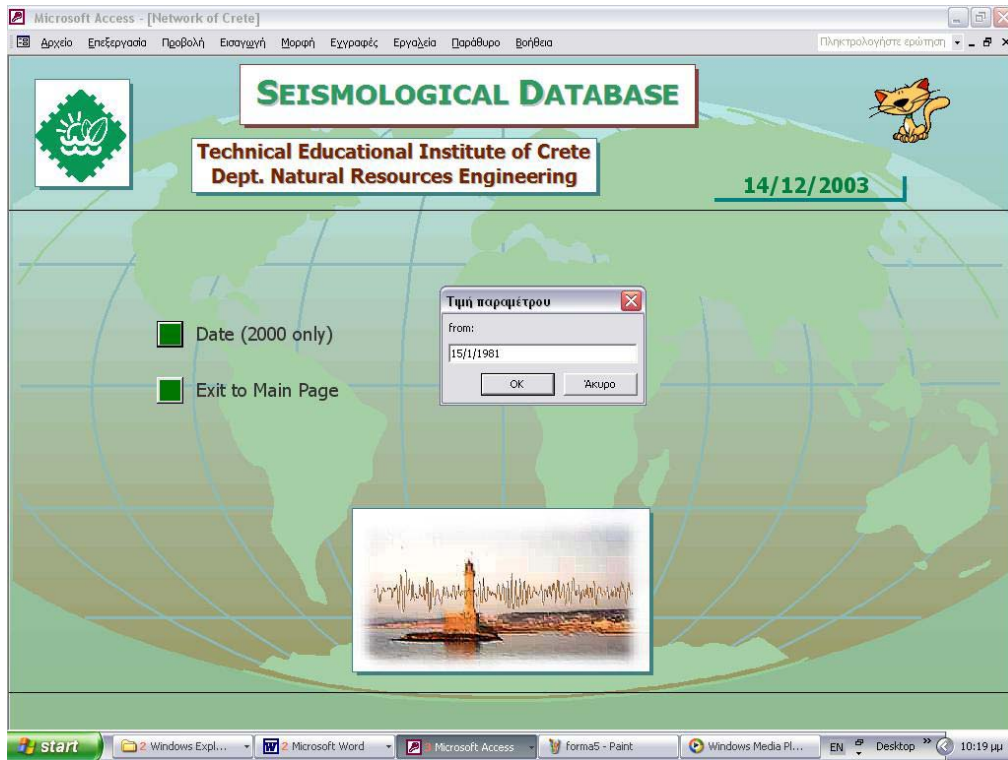 Microsoft Access - [Network of Crete]
Αρχείο Επεξεργασία Προβολή Εισαγωγή Μορφή Εγγραφές Εργαλεία Παράθυρο Βοήθεια Πληκτρολογήστε ερώτηση
SEISMOLOGICAL DATABASE
Technical Educational Institute of Crete
Dept. Natural Resources Engineering
14/12/2003
Τιμή παραμέτρου
from:
15/1/1981
OK Άκυρο
Date (2000 only)
Exit to Main Page
start 2 Windows Expl... 2 Microsoft Word 3 Microsoft Access forma5 - Paint Windows Media Pl... EN Desktop 10:19 μμ